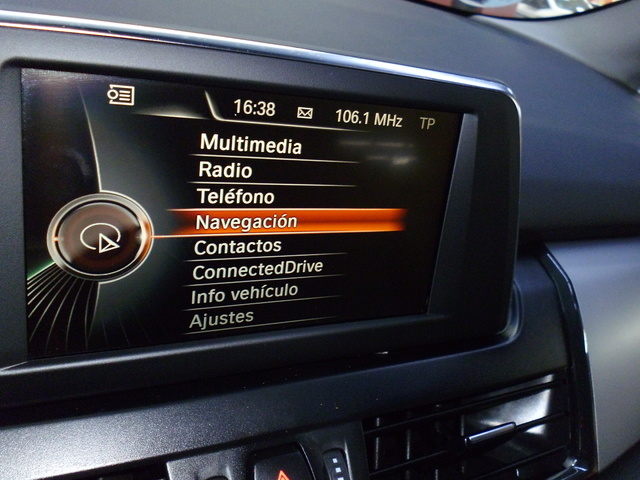 16:38 106.1 MHz TP
Multimedia
Radio
Teléfono
Navegación
Contactos
ConnectedDrive
Info vehículo
Ajustes